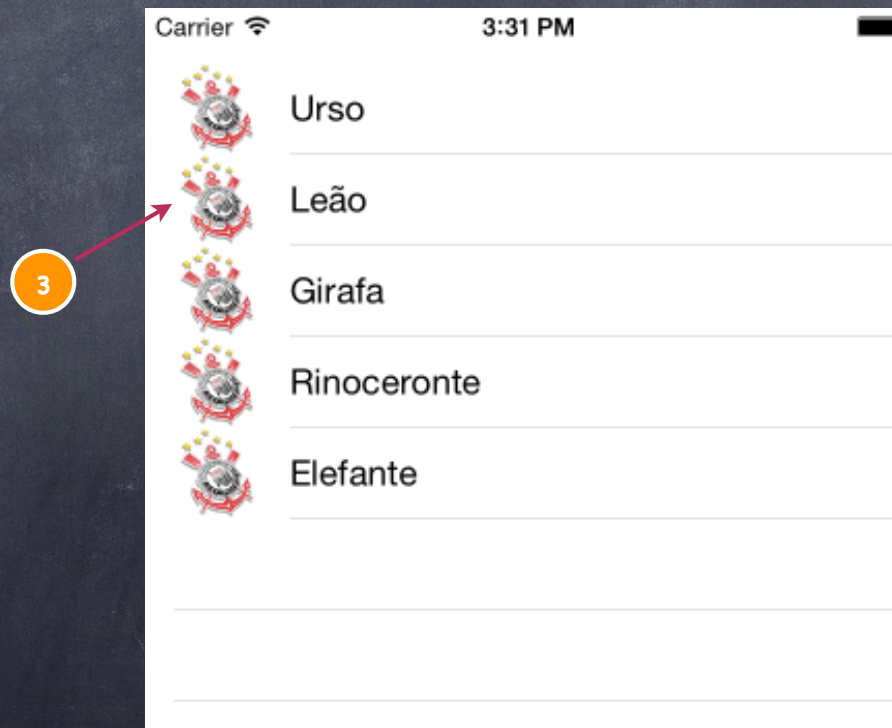 Carrier
3:31 PM
Urso
Leão
3
Girafa
Rinoceronte
Elefante